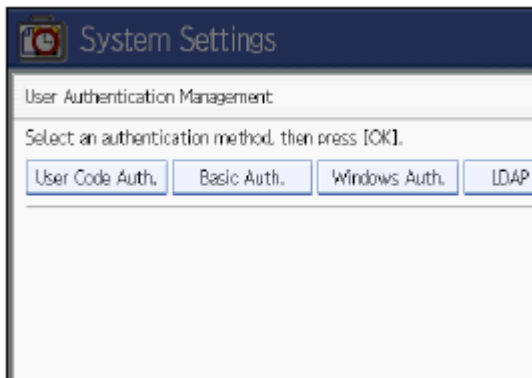 System Settings
User Authentication Management
Select an authentication method, then press [OK].
User Code Auth. Basic Auth. Windows Auth. LDAP